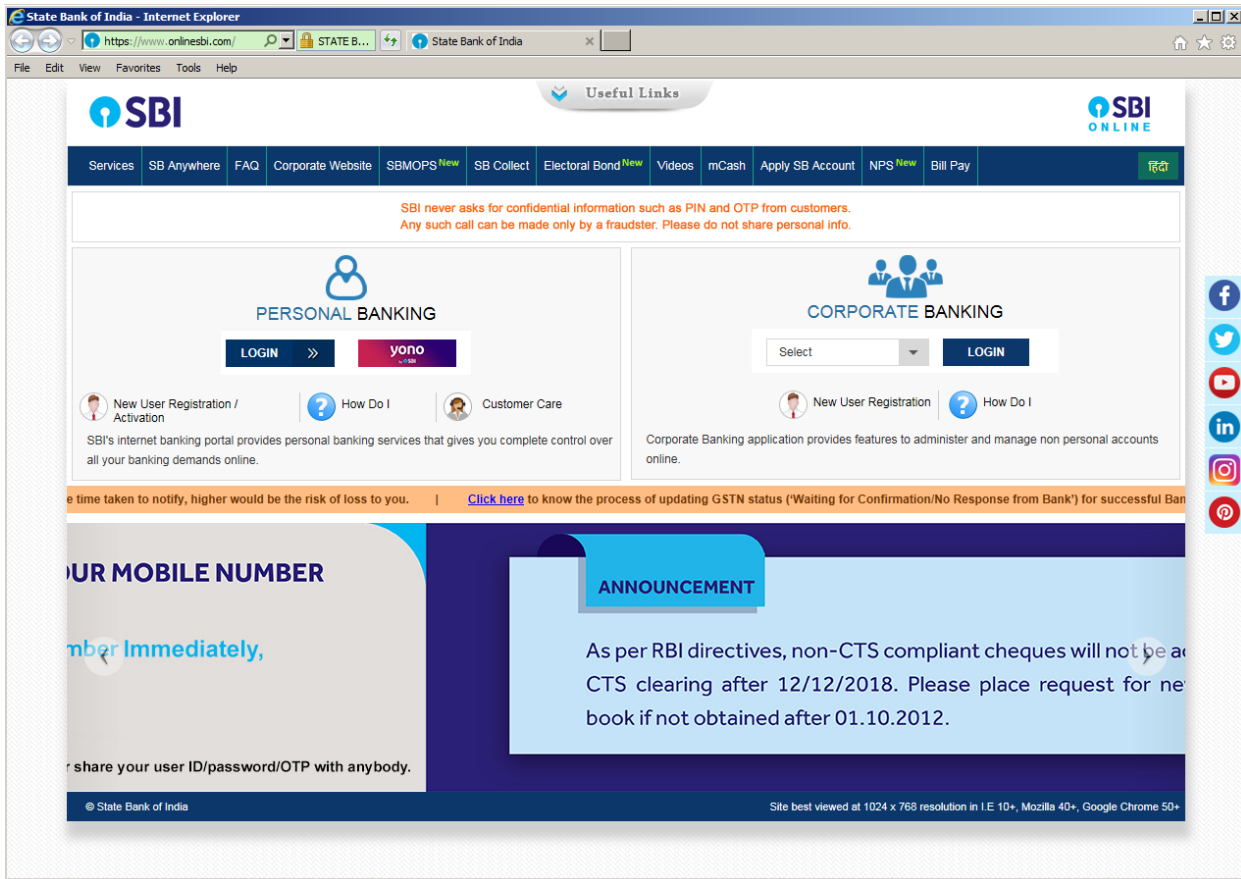 State Bank of India - Internet Explorer
https://www.onlinesbi.com/
STATE B...
State Bank of India
File Edit View Favorites Tools Help
Useful Links
SBI
SBI
ONLINE
Services SB Anywhere FAQ Corporate Website SBMOPS New SB Collect Electoral Bond New Videos mCash Apply SB Account NPS New Bill Pay हिंदी
SBI never asks for confidential information such as PIN and OTP from customers.
Any such call can be made only by a fraudster. Please do not share personal info.
PERSONAL BANKING
LOGIN »
yono
by SBI
New User Registration /
Activation
How Do I
Customer Care
SBI's internet banking portal provides personal banking services that gives you complete control over
all your banking demands online.
CORPORATE BANKING
Select
LOGIN
New User Registration
How Do I
Corporate Banking application provides features to administer and manage non personal accounts
online.
e time taken to notify, higher would be the risk of loss to you. | Click here to know the process of updating GSTN status ('Waiting for Confirmation/No Response from Bank') for successful Ban
OUR MOBILE NUMBER
mber Immediately,
r share your user ID/password/OTP with anybody.
ANNOUNCEMENT
As per RBI directives, non-CTS compliant cheques will not be ac
CTS clearing after 12/12/2018. Please place request for ne
book if not obtained after 01.10.2012.
© State Bank of India
Site best viewed at 1024 x 768 resolution in I.E 10+, Mozilla 40+, Google Chrome 50+